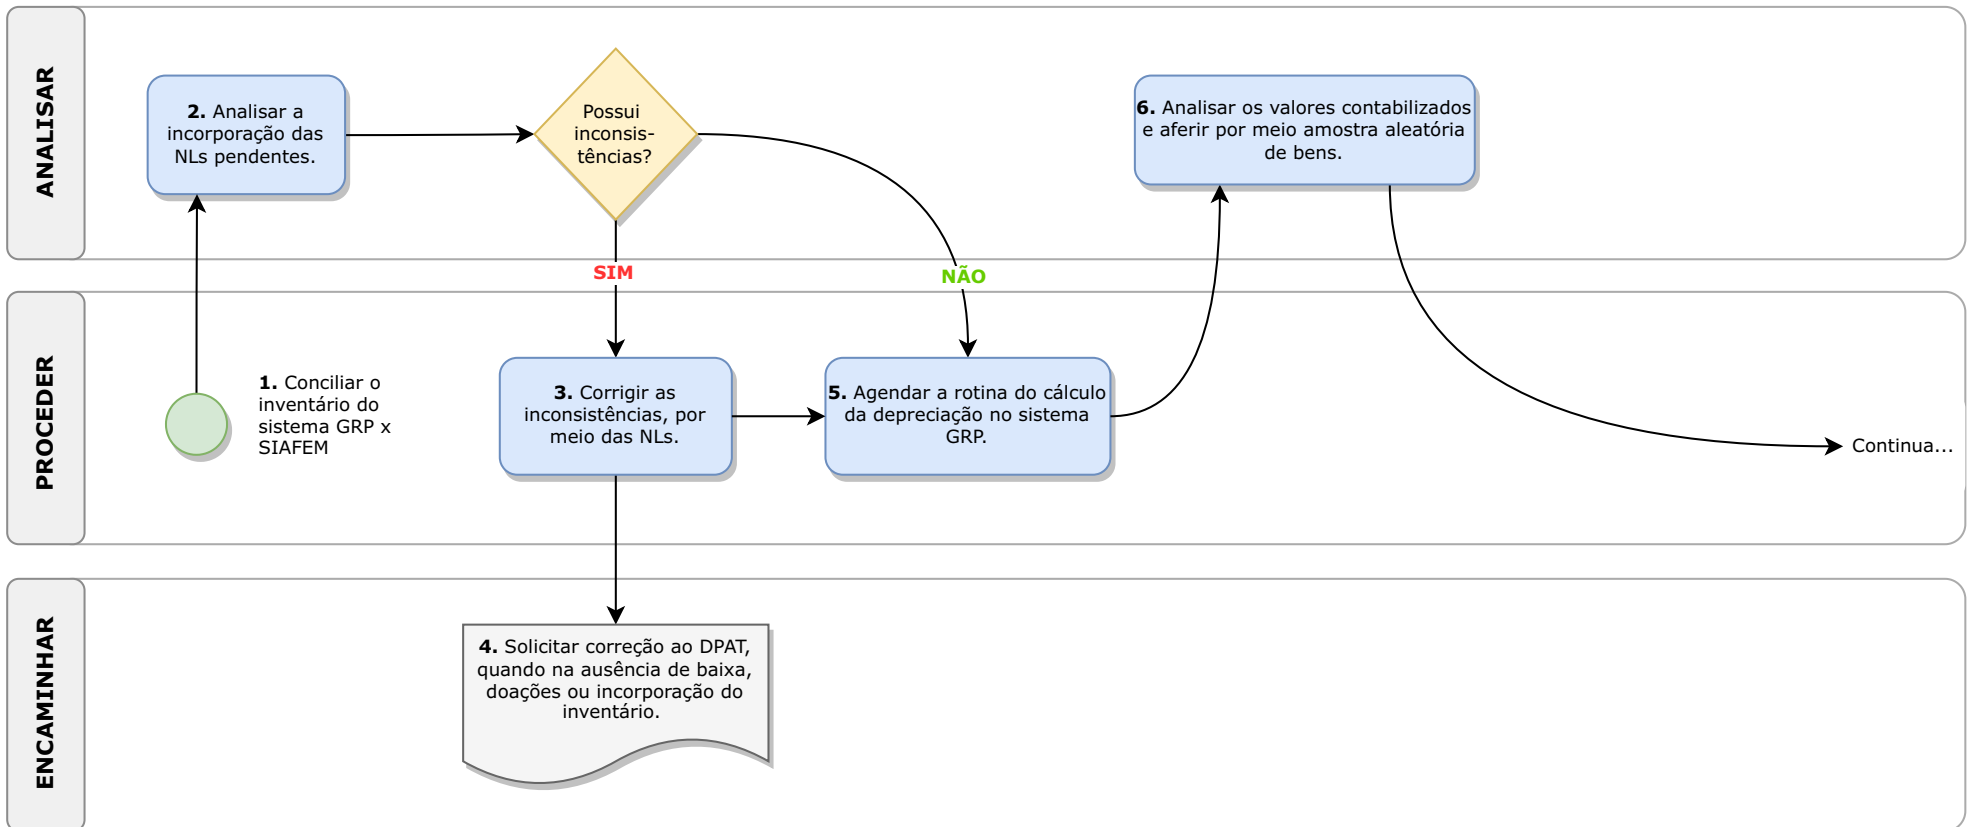 ANALISAR
2. Analisar a
incorporação das
NLs pendentes.
Possui
inconsis-
tências?
6. Analisar os valores contabilizados
e aferir por meio amostra aleatória
de bens.
SIM
NÃO
PROCEDER
1. Conciliar o
inventário do
sistema GRP x
SIAFEM
3. Corrigir as
inconsistências, por
meio das NLs.
5. Agendar a rotina do cálculo
da depreciação no sistema
GRP.
Continua...
ENCAMINHAR
4. Solicitar correção ao DPAT,
quando na ausência de baixa,
doações ou incorporação do
inventário.